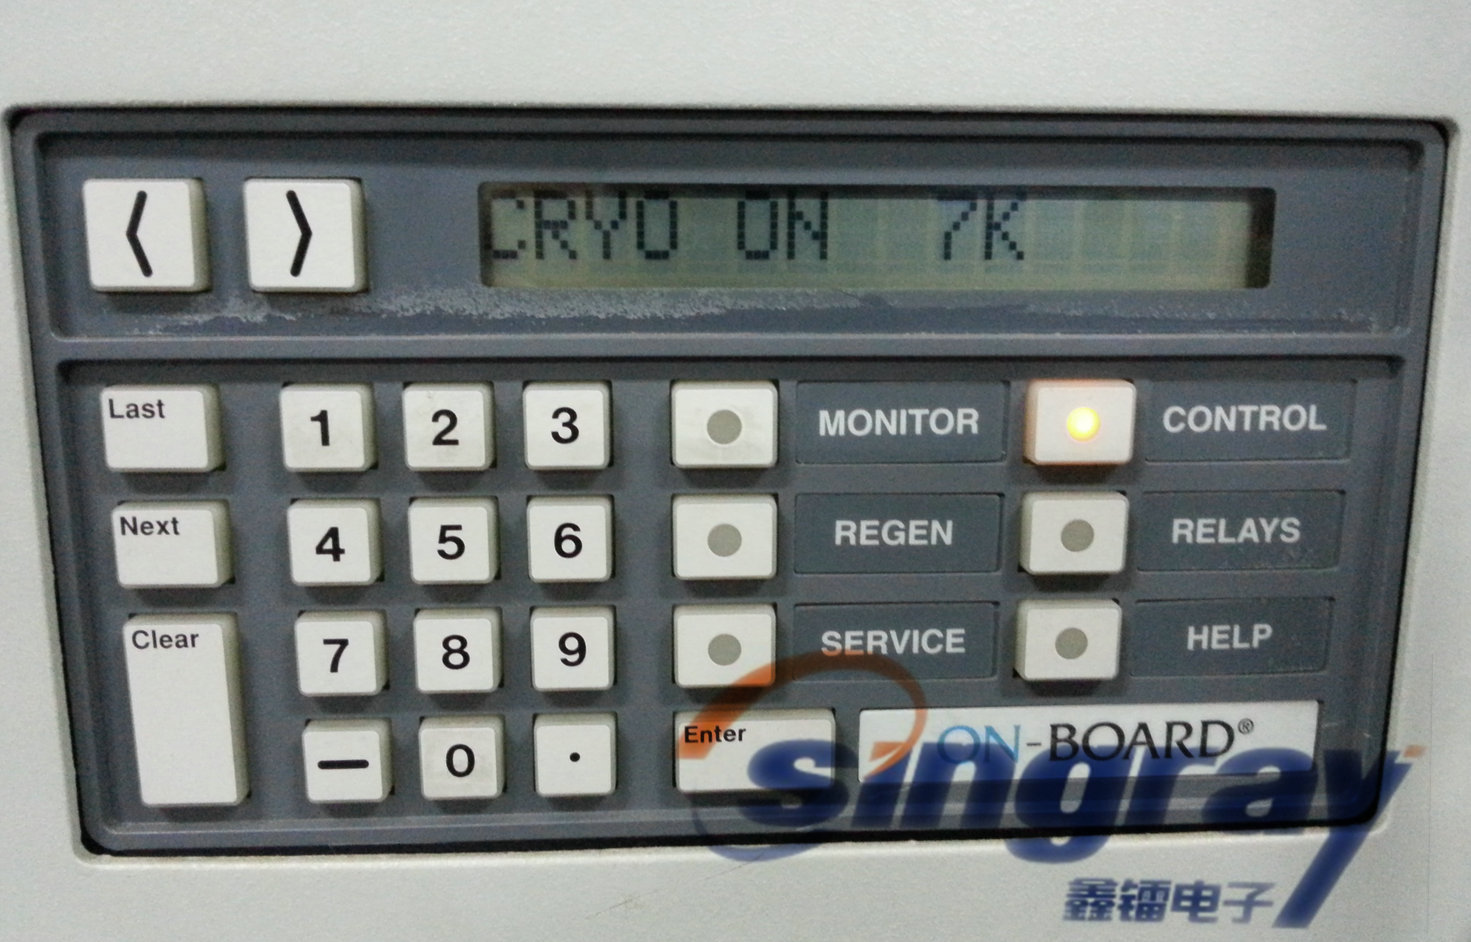 < >
CRYO ON 7K
Last 1 2 3 MONITOR CONTROL
Next 4 5 6 REGEN RELAYS
Clear 7 8 9 SERVICE HELP
— 0 . Enter ON-BOARD®
singray
鑫镭电子